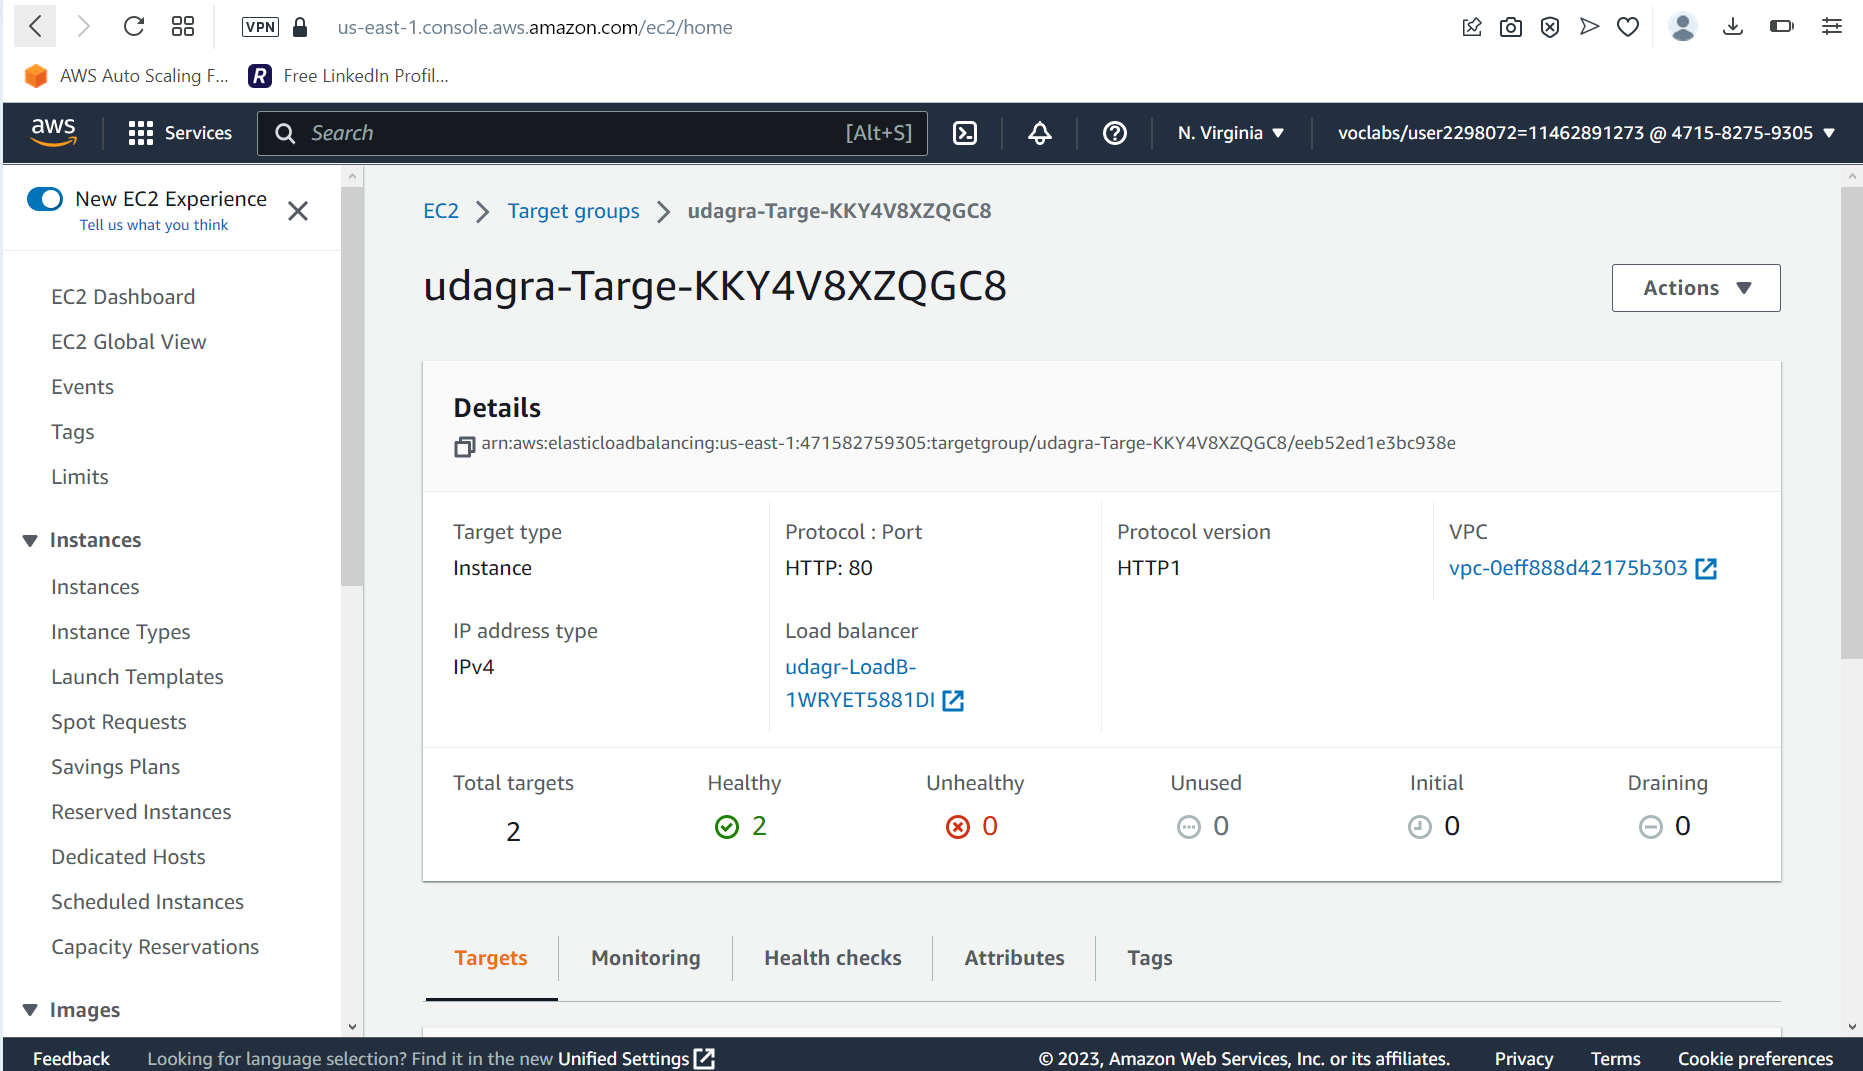 VPN us-east-1.console.aws.amazon.com/ec2/home
AWS Auto Scaling F... R Free LinkedIn Profil...
aws Services Search [Alt+S] N. Virginia voclabs/user2298072=11462891273 @ 4715-8275-9305
New EC2 Experience
Tell us what you think
EC2 Dashboard
EC2 Global View
Events
Tags
Limits
Instances
Instances
Instance Types
Launch Templates
Spot Requests
Savings Plans
Reserved Instances
Dedicated Hosts
Scheduled Instances
Capacity Reservations
Images
EC2 Target groups udagra-Targe-KKY4V8XZQGC8
udagra-Targe-KKY4V8XZQGC8
Actions
Details
arn:aws:elasticloadbalancing:us-east-1:471582759305:targetgroup/udagra-Targe-KKY4V8XZQGC8/eeb52ed1e3bc938e
Target type
Instance
Protocol : Port
HTTP: 80
Protocol version
HTTP1
VPC
vpc-0eff888d42175b303
IP address type
IPv4
Load balancer
udagr-LoadB-
1WRYET5881DI
Total targets
2
Healthy
2
Unhealthy
0
Unused
0
Initial
0
Draining
0
Targets Monitoring Health checks Attributes Tags
Feedback Looking for language selection? Find it in the new Unified Settings © 2023, Amazon Web Services, Inc. or its affiliates. Privacy Terms Cookie preferences